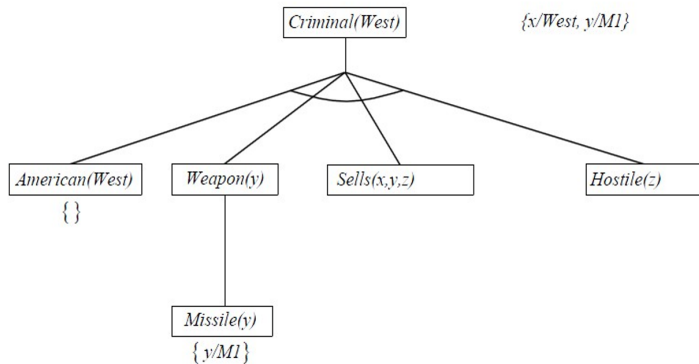 Criminal(West)
{x/West, y/M1}
American(West)
Weapon(y)
Sells(x,y,z)
Hostile(z)
{ }
Missile(y)
{ y/M1}